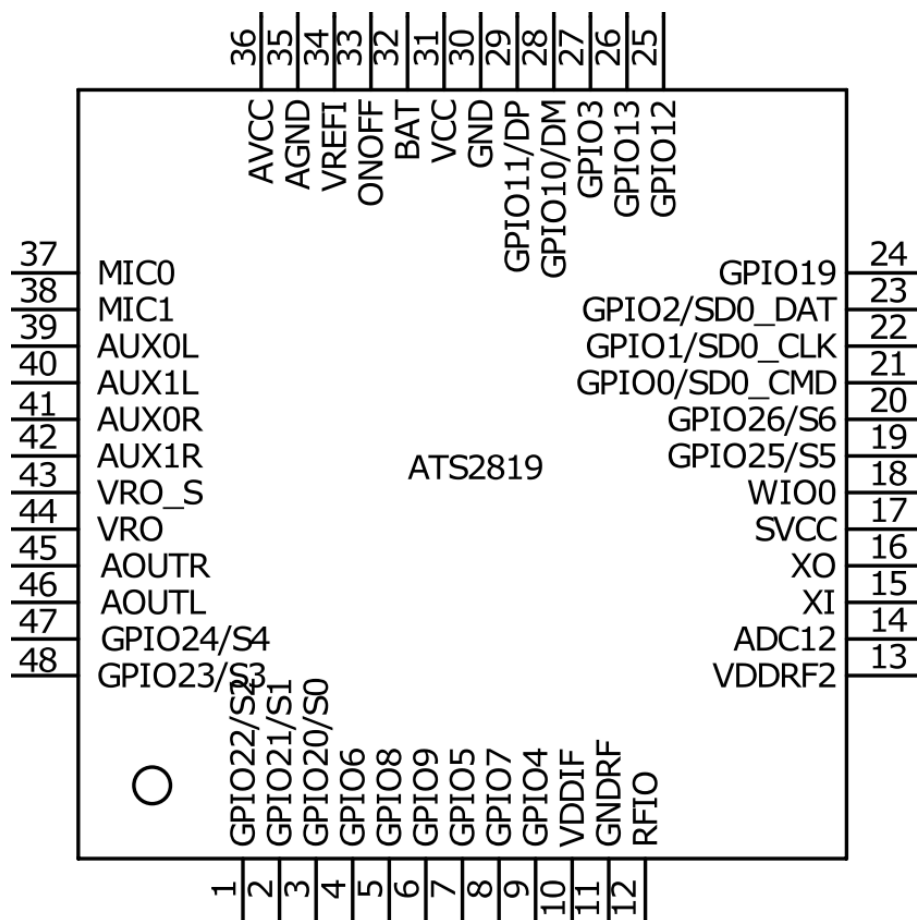 36 35 34 33 32 31 30 29 28 27 26 25
AVCC AGND VREFI ONOFF BAT VCC GND GPIO11/DP GPIO10/DM GPIO3 GPIO13 GPIO12
37 MIC0 GPIO19 24
38 MIC1 GPIO2/SD0_DAT 23
39 AUX0L GPIO1/SD0_CLK 22
40 AUX1L GPIO0/SD0_CMD 21
41 AUX0R GPIO26/S6 20
42 AUX1R GPIO25/S5 19
ATS2819
43 VRO_S WIO0 18
44 VRO SVCC 17
45 AOUTR XO 16
46 AOUTL XI 15
47 GPIO24/S4 ADC12 14
48 GPIO23/S3 VDDRF2 13
GPIO22/S2 GPIO21/S1 GPIO20/S0 GPIO6 GPIO8 GPIO9 GPIO5 GPIO7 GPIO4 VDDIF GNDRF RFIO
1 2 3 4 5 6 7 8 9 10 11 12